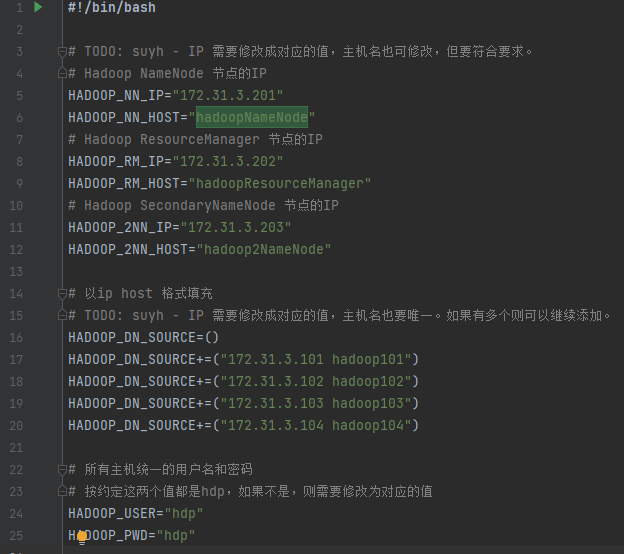 1 #!/bin/bash
2
3 # TODO: suyh - IP 需要修改成对应的值，主机名也可修改，但要符合要求。
4 # Hadoop NameNode 节点的IP
5 HADOOP_NN_IP="172.31.3.201"
6 HADOOP_NN_HOST="hadoopNameNode"
7 # Hadoop ResourceManager 节点的IP
8 HADOOP_RM_IP="172.31.3.202"
9 HADOOP_RM_HOST="hadoopResourceManager"
10 # Hadoop SecondaryNameNode 节点的IP
11 HADOOP_2NN_IP="172.31.3.203"
12 HADOOP_2NN_HOST="hadoop2NameNode"
13
14 # 以ip host 格式填充
15 # TODO: suyh - IP 需要修改成对应的值，主机名也要唯一。如果有多个则可以继续添加。
16 HADOOP_DN_SOURCE=()
17 HADOOP_DN_SOURCE+=("172.31.3.101 hadoop101")
18 HADOOP_DN_SOURCE+=("172.31.3.102 hadoop102")
19 HADOOP_DN_SOURCE+=("172.31.3.103 hadoop103")
20 HADOOP_DN_SOURCE+=("172.31.3.104 hadoop104")
21
22 # 所有主机统一的用户名和密码
23 # 按约定这两个值都是hdp，如果不是，则需要修改为对应的值
24 HADOOP_USER="hdp"
25 HADOOP_PWD="hdp"